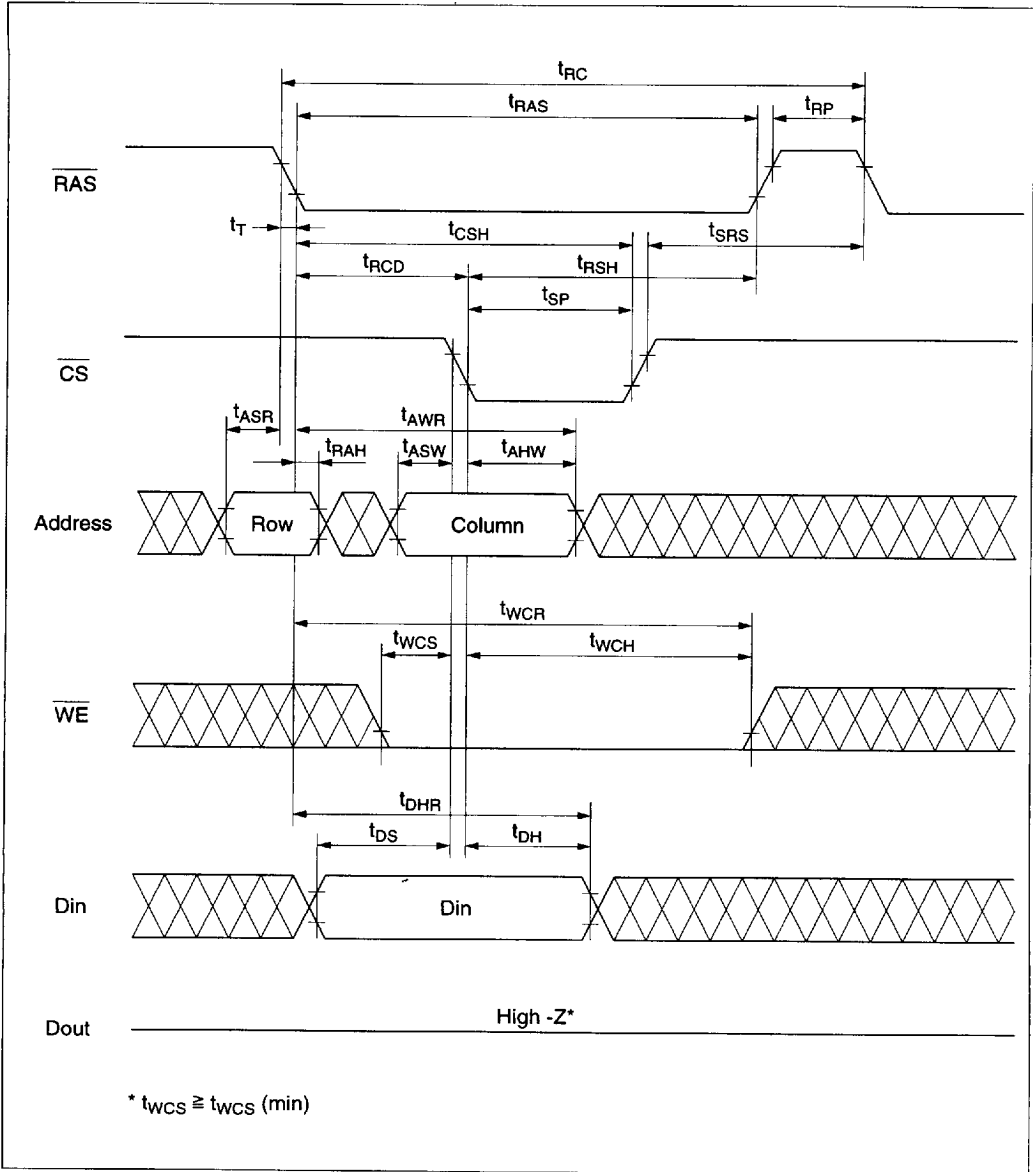 tRC
tRAS
tRP
RAS
tT
tCSH
tSRS
tRCD
tRSH
tSP
CS
tASR
tAWR
tRAH
tASW
tAHW
Address
Row
Column
tWCR
tWCS
tWCH
WE
tDHR
tDS
tDH
Din
Din
Dout
High -Z*
* tWCS ≧ tWCS (min)